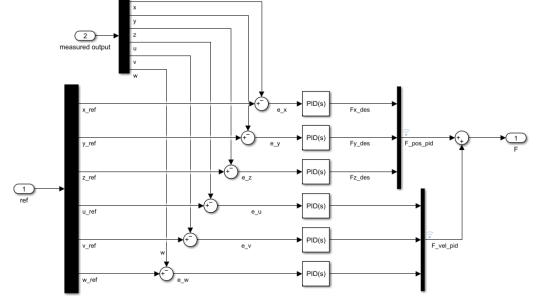 x
y
z
u
v
w
2
measured output
x_ref
e_x
PID(s)
Fx_des
y_ref
e_y
PID(s)
Fy_des
F_pos_pid
1
F
z_ref
e_z
PID(s)
Fz_des
1
ref
u_ref
e_u
PID(s)
v_ref
e_v
PID(s)
F_vel_pid
w
w_ref
e_w
PID(s)